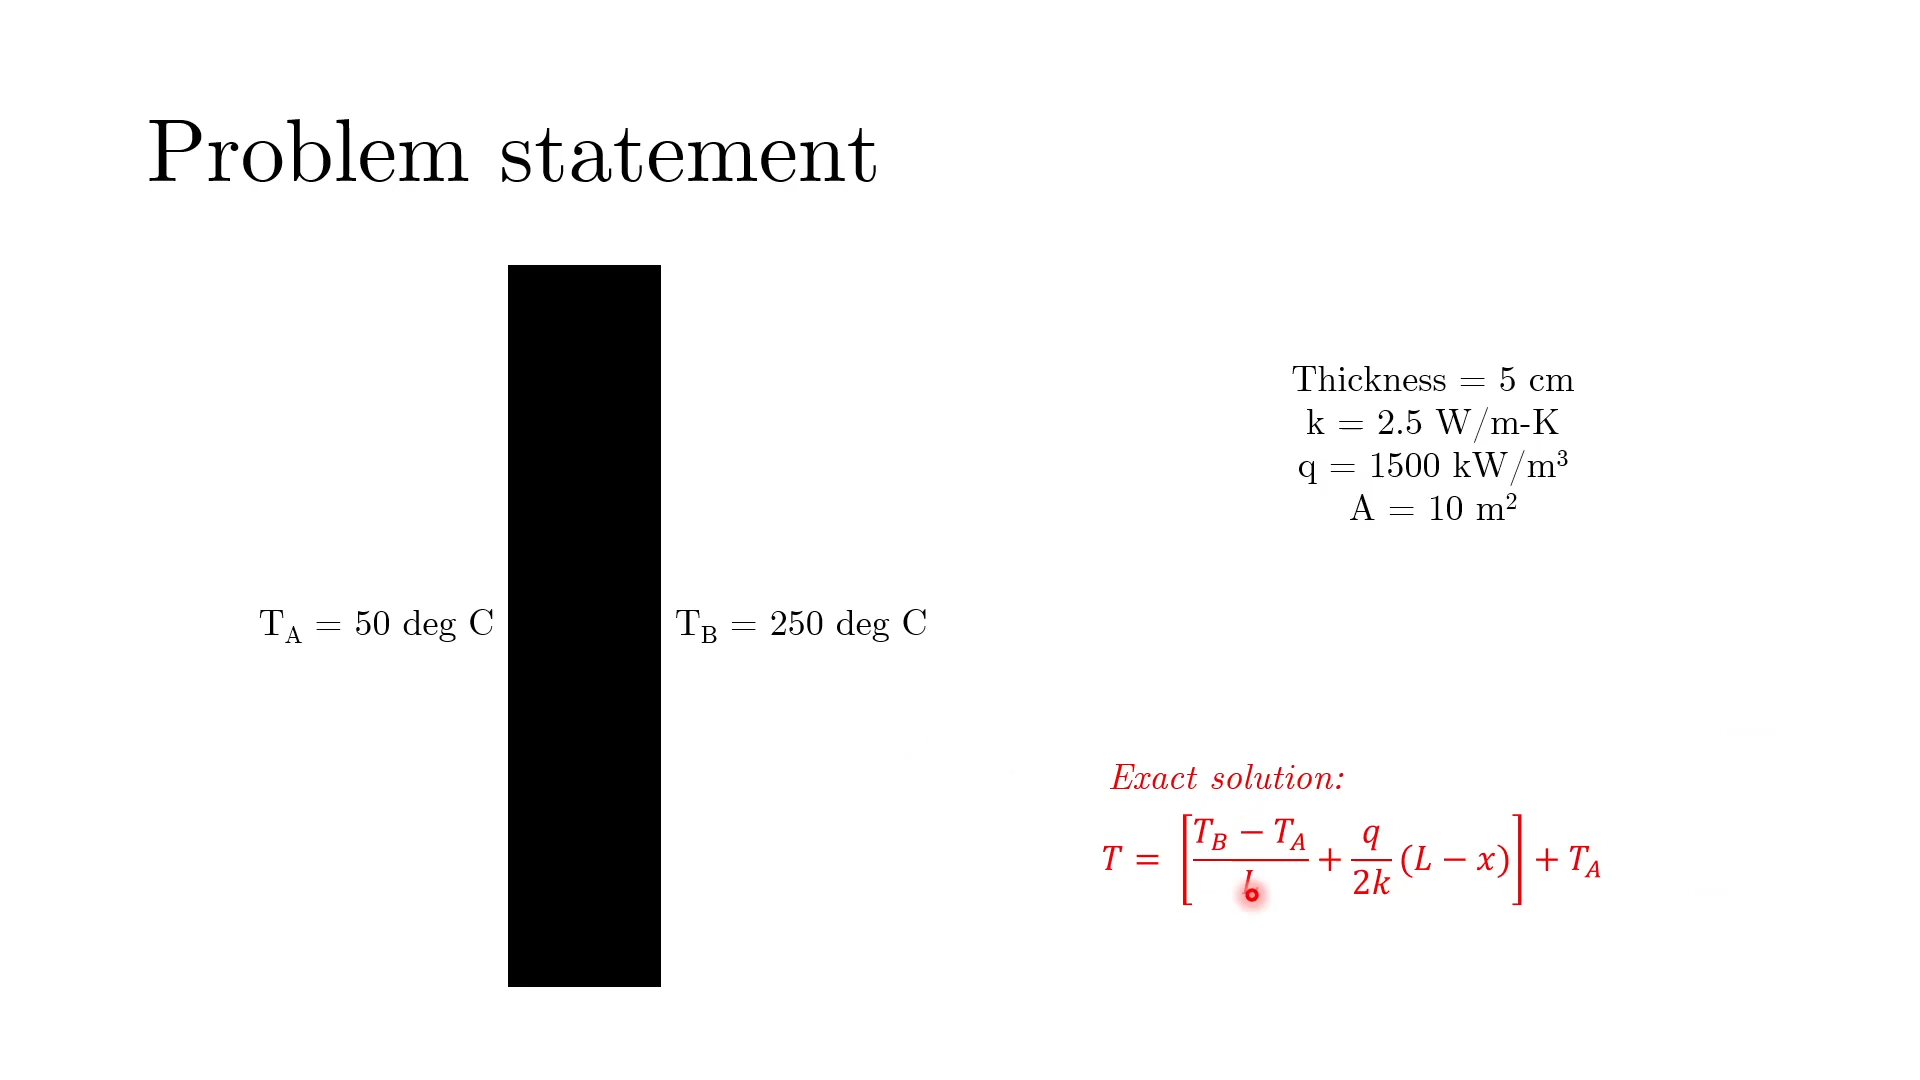 Problem statement
Thickness = 5 cm
k = 2.5 W/m-K
q = 1500 kW/m³
A = 10 m²
T_A = 50 deg C
T_B = 250 deg C
Exact solution:
T = [(T_B − T_A)/L + q/2k (L − x)] + T_A